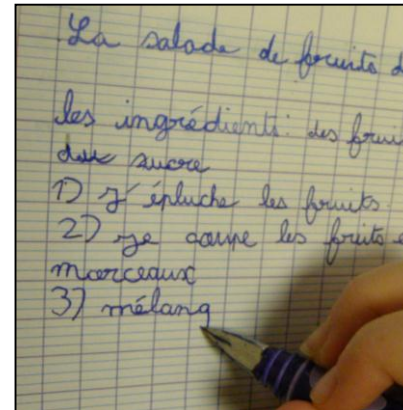 La salade de fruits d
les ingrédients: des frui
du sucre
1) J'épluche les fruits.
2) je coupe les fruits e
morceaux
3) mélang